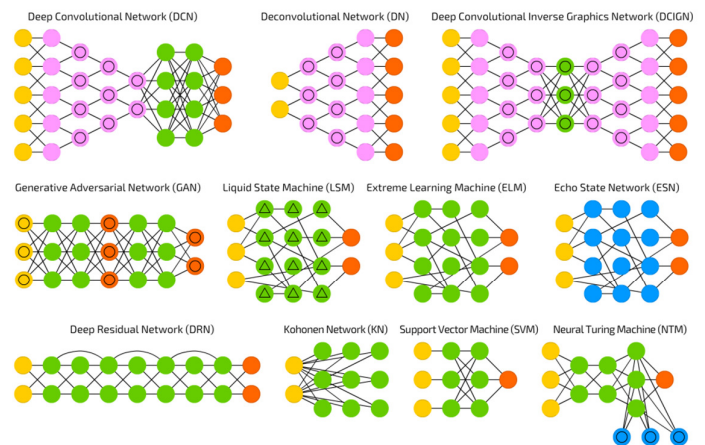 Deep Convolutional Network (DCN)
Deconvolutional Network (DN)
Deep Convolutional Inverse Graphics Network (DCIGN)
Generative Adversarial Network (GAN)
Liquid State Machine (LSM)
Extreme Learning Machine (ELM)
Echo State Network (ESN)
Deep Residual Network (DRN)
Kohonen Network (KN)
Support Vector Machine (SVM)
Neural Turing Machine (NTM)